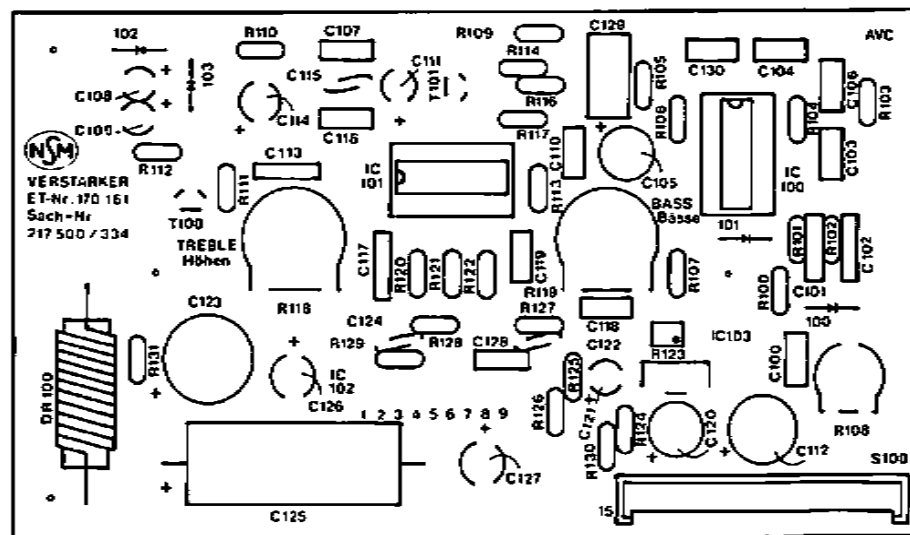 102
103
R110
C107
R109
C129
AVC
R114
C130
C104
C106
R103
C108
C115
C111
T101
R116
R105
R104
C109
C114
C116
R117
R106
NSM
R112
R111
C113
IC
101
R113
C110
C105
IC
100
C103
VERSTARKER
ET-Nr. 170 161
Sach-Nr
217 500 / 334
T100
TREBLE
Höhen
BASS
Bässe
101
C117
R120
R121
R122
C119
R107
R101
R102
C102
C101
R100
C123
R118
R119
R127
C118
100
C124
R129
R128
C128
C122
R123
IC103
C100
DR100
R131
IC
102
C126
R125
R126
C121
R124
C120
C112
R108
1 2 3 4 5 6 7 8 9
C127
R130
S100
C125
15